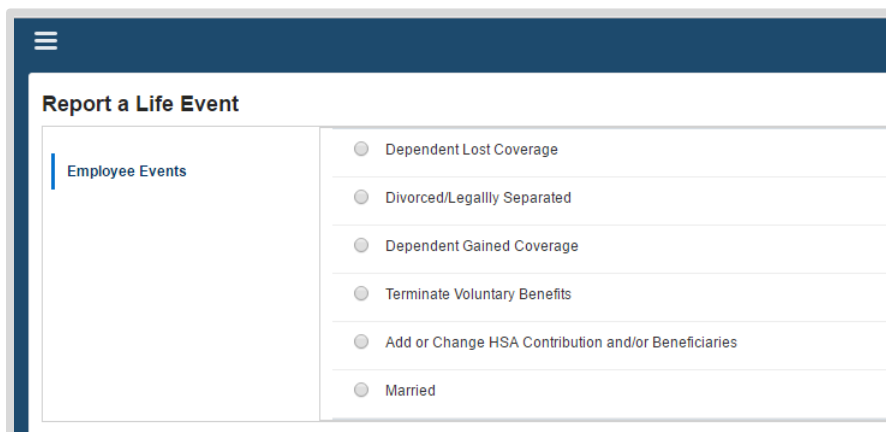 Report a Life Event
Employee Events
Dependent Lost Coverage
Divorced/Legallly Separated
Dependent Gained Coverage
Terminate Voluntary Benefits
Add or Change HSA Contribution and/or Beneficiaries
Married